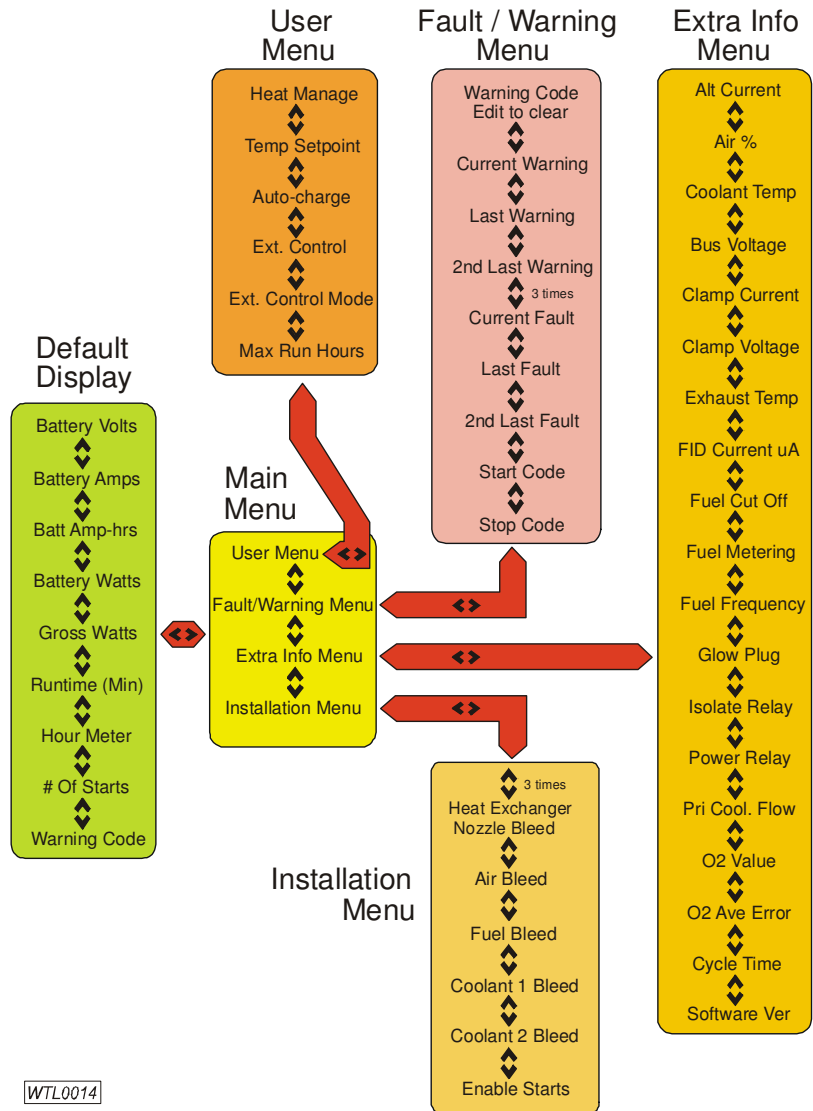 User
Menu
Heat Manage
Temp Setpoint
Auto-charge
Ext. Control
Ext. Control Mode
Max Run Hours
Fault / Warning
Menu
Warning Code
Edit to clear
Current Warning
Last Warning
2nd Last Warning
3 times
Current Fault
Last Fault
2nd Last Fault
Start Code
Stop Code
Extra Info
Menu
Alt Current
Air %
Coolant Temp
Bus Voltage
Clamp Current
Clamp Voltage
Exhaust Temp
FID Current uA
Fuel Cut Off
Fuel Metering
Fuel Frequency
Glow Plug
Isolate Relay
Power Relay
Pri Cool. Flow
O2 Value
O2 Ave Error
Cycle Time
Software Ver
Default
Display
Battery Volts
Battery Amps
Batt Amp-hrs
Battery Watts
Gross Watts
Runtime (Min)
Hour Meter
# Of Starts
Warning Code
Main
Menu
User Menu
Fault/Warning Menu
Extra Info Menu
Installation Menu
Installation
Menu
3 times
Heat Exchanger
Nozzle Bleed
Air Bleed
Fuel Bleed
Coolant 1 Bleed
Coolant 2 Bleed
Enable Starts
WTL0014